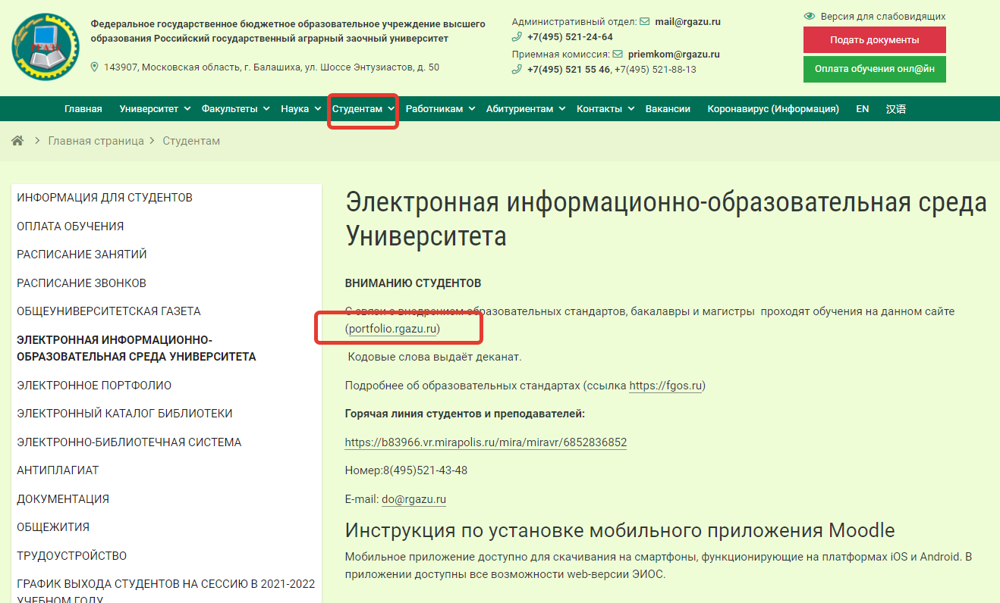 РГАЗУ
Федеральное государственное бюджетное образовательное учреждение высшего
образования Российский государственный аграрный заочный университет
143907, Московская область, г. Балашиха, ул. Шоссе Энтузиастов, д. 50
Административный отдел: mail@rgazu.ru
+7(495) 521-24-64
Приемная комиссия: priemkom@rgazu.ru
+7(495) 521 55 46, +7(495) 521-88-13
Версия для слабовидящих
Подать документы
Оплата обучения онл@йн
Главная Университет Факультеты Наука Студентам Работникам Абитуриентам Контакты Вакансии Коронавирус (Информация) EN 汉语
Главная страница Студентам
ИНФОРМАЦИЯ ДЛЯ СТУДЕНТОВ
ОПЛАТА ОБУЧЕНИЯ
РАСПИСАНИЕ ЗАНЯТИЙ
РАСПИСАНИЕ ЗВОНКОВ
ОБЩЕУНИВЕРСИТЕТСКАЯ ГАЗЕТА
ЭЛЕКТРОННАЯ ИНФОРМАЦИОННО-
ОБРАЗОВАТЕЛЬНАЯ СРЕДА УНИВЕРСИТЕТА
ЭЛЕКТРОННОЕ ПОРТФОЛИО
ЭЛЕКТРОННЫЙ КАТАЛОГ БИБЛИОТЕКИ
ЭЛЕКТРОННО-БИБЛИОТЕЧНАЯ СИСТЕМА
АНТИПЛАГИАТ
ДОКУМЕНТАЦИЯ
ОБЩЕЖИТИЯ
ТРУДОУСТРОЙСТВО
ГРАФИК ВЫХОДА СТУДЕНТОВ НА СЕССИЮ В 2021-2022
УЧЕБНОМ ГОДУ
Электронная информационно-образовательная среда
Университета
ВНИМАНИЮ СТУДЕНТОВ
С связи с внедрением образовательных стандартов, бакалавры и магистры проходят обучения на данном сайте
(portfolio.rgazu.ru)
Кодовые слова выдаёт деканат.
Подробнее об образовательных стандартах (ссылка https://fgos.ru)
Горячая линия студентов и преподавателей:
https://b83966.vr.mirapolis.ru/mira/miravr/6852836852
Номер:8(495)521-43-48
E-mail: do@rgazu.ru
Инструкция по установке мобильного приложения Moodle
Мобильное приложение доступно для скачивания на смартфоны, функционирующие на платформах iOS и Android. В
приложении доступны все возможности web-версии ЭИОС.